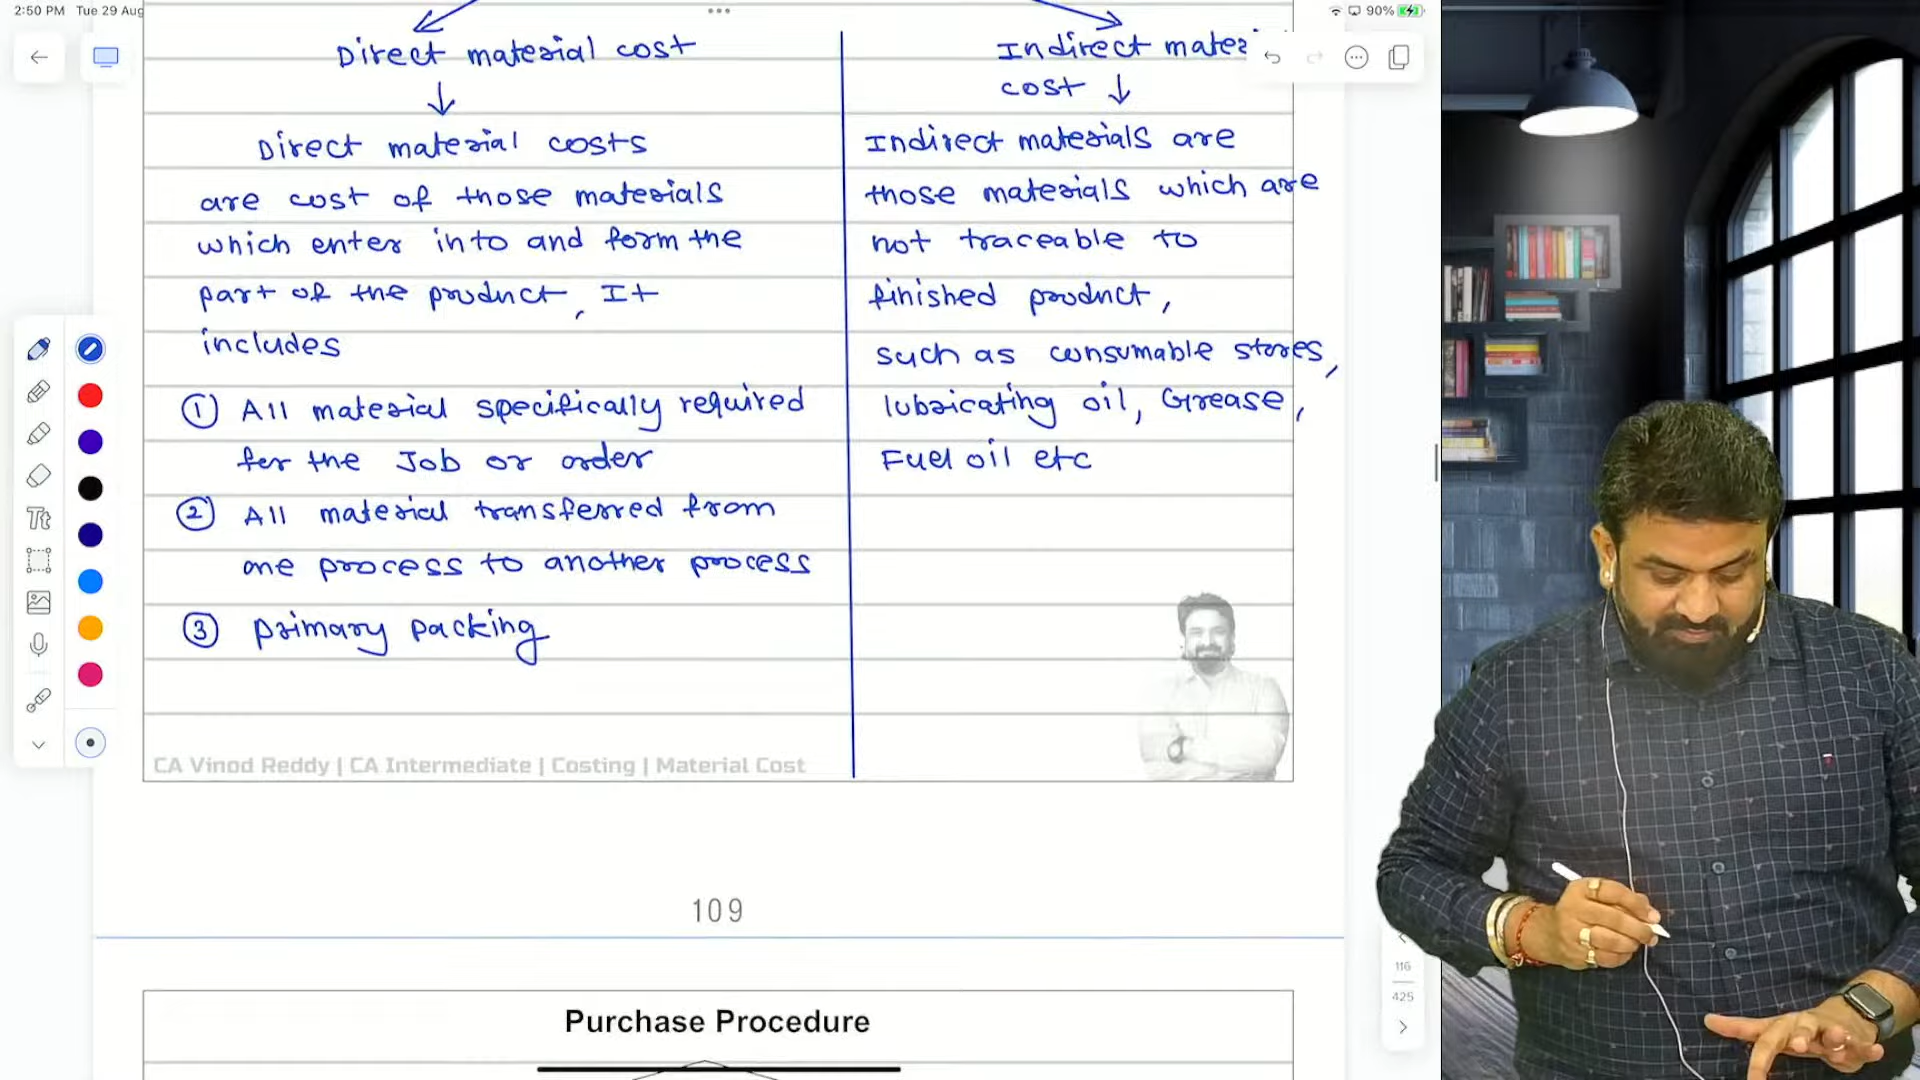 2:50 PM Tue 29 Aug
90%
Direct material cost
Direct material costs
are cost of those materials
which enter into and form the
part of the product, It
includes
① All material specifically required
for the Job or order
② All material transferred from
one process to another process
③ Primary packing
Indirect
cost
Indirect materials are
those materials which are
not traceable to
finished product,
such as consumable stores,
lubricating oil, Grease,
Fuel oil etc
Tt
CA Vinod Reddy | CA Intermediate | Costing | Material Cost
109
116
425
Purchase Procedure